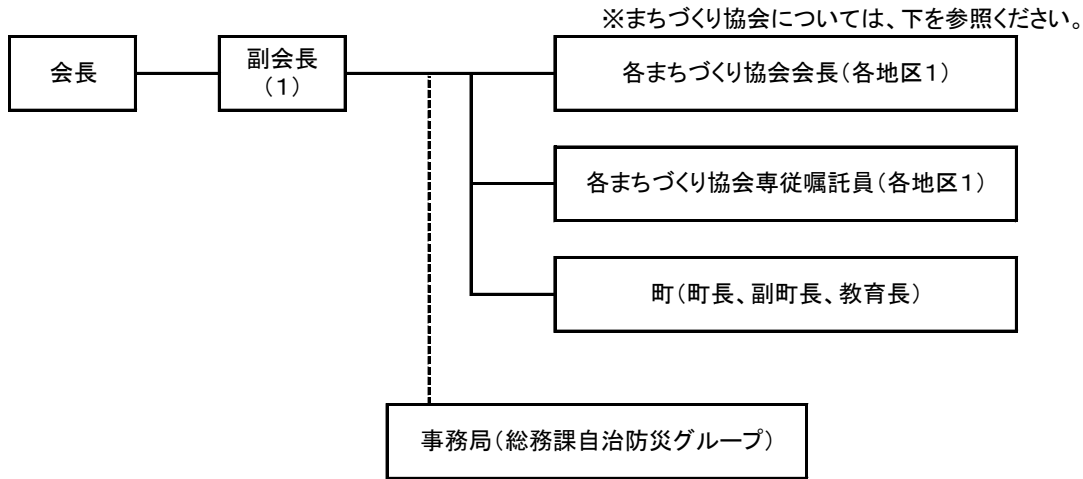 ※まちづくり協会については、下を参照ください。
会長
副会長
(1)
各まちづくり協会会長(各地区1)
各まちづくり協会専従嘱託員(各地区1)
町(町長、副町長、教育長)
事務局(総務課自治防災グループ)